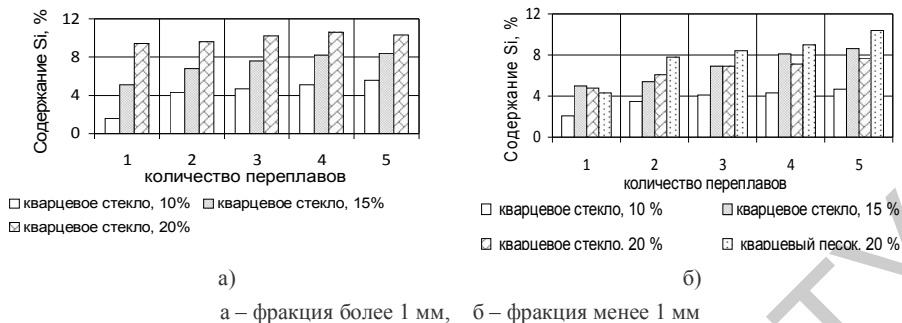 Содержание Si, %
12
8
4
0
1 2 3 4 5
количество переплавов
кварцевое стекло, 10% кварцевое стекло, 15%
кварцевое стекло, 20%
а)
Содержание Si, %
12
8
4
0
1 2 3 4 5
количество переплавов
кварцевое стекло, 10 % кварцевое стекло, 15 %
кварцевое стекло. 20 % кварцевый песок. 20 %
б)
а – фракция более 1 мм, б – фракция менее 1 мм